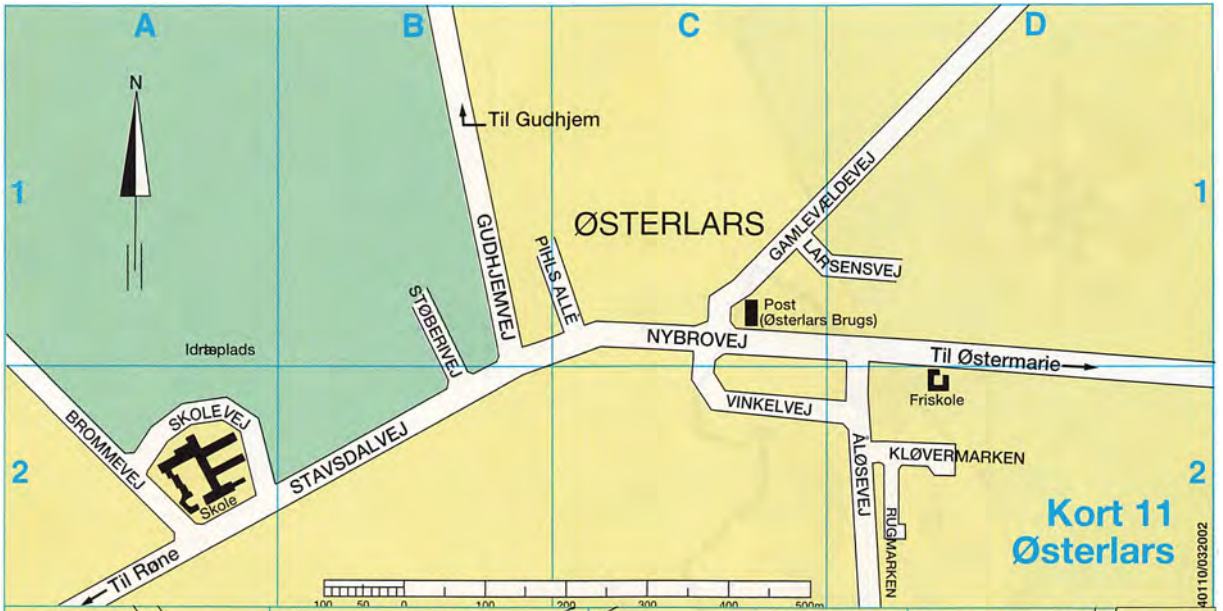 A
B
C
D
N
Til Gudhjem
1
1
ØSTERLARS
GUDHJEMVEJ
PIHLS ALLÉ
GAMLEVÆLDEVEJ
LARSENSVEJ
STØBERIVEJ
Post
(Østerlars Brugs)
NYBROVEJ
Til Østermarie
Friskole
BROMMEVEJ
SKOLEVEJ
Skole
STAVSDALVEJ
VINKELVEJ
ÅLØSEVEJ
KLØVERMARKEN
RUGMARKEN
2
2
Til Røne
Kort 11
Østerlars
40110/032002
100 50 0 100 200 300 400 500m